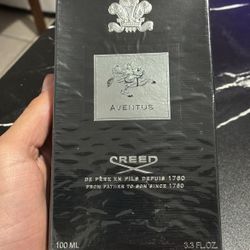 AVENTUS
CREED
DE PÈRE EN FILS DEPUIS 1760
FROM FATHER TO SON SINCE 1760
100 ML
3.3 FL.OZ.